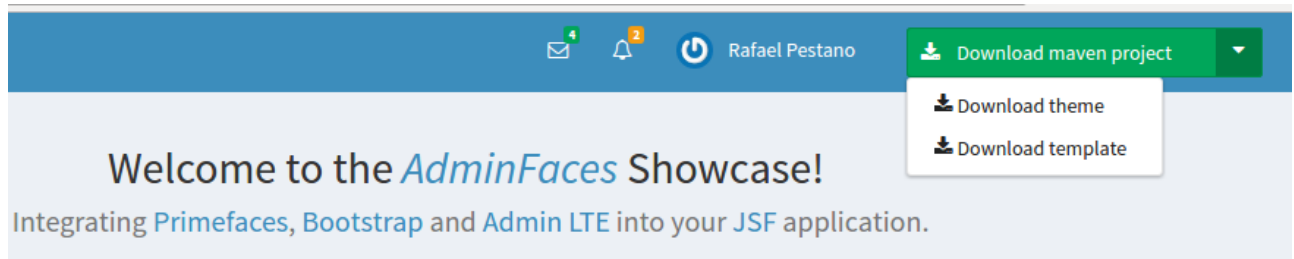 4 2 Rafael Pestano Download maven project
Download theme
Download template
Welcome to the AdminFaces Showcase!
Integrating Primefaces, Bootstrap and Admin LTE into your JSF application.